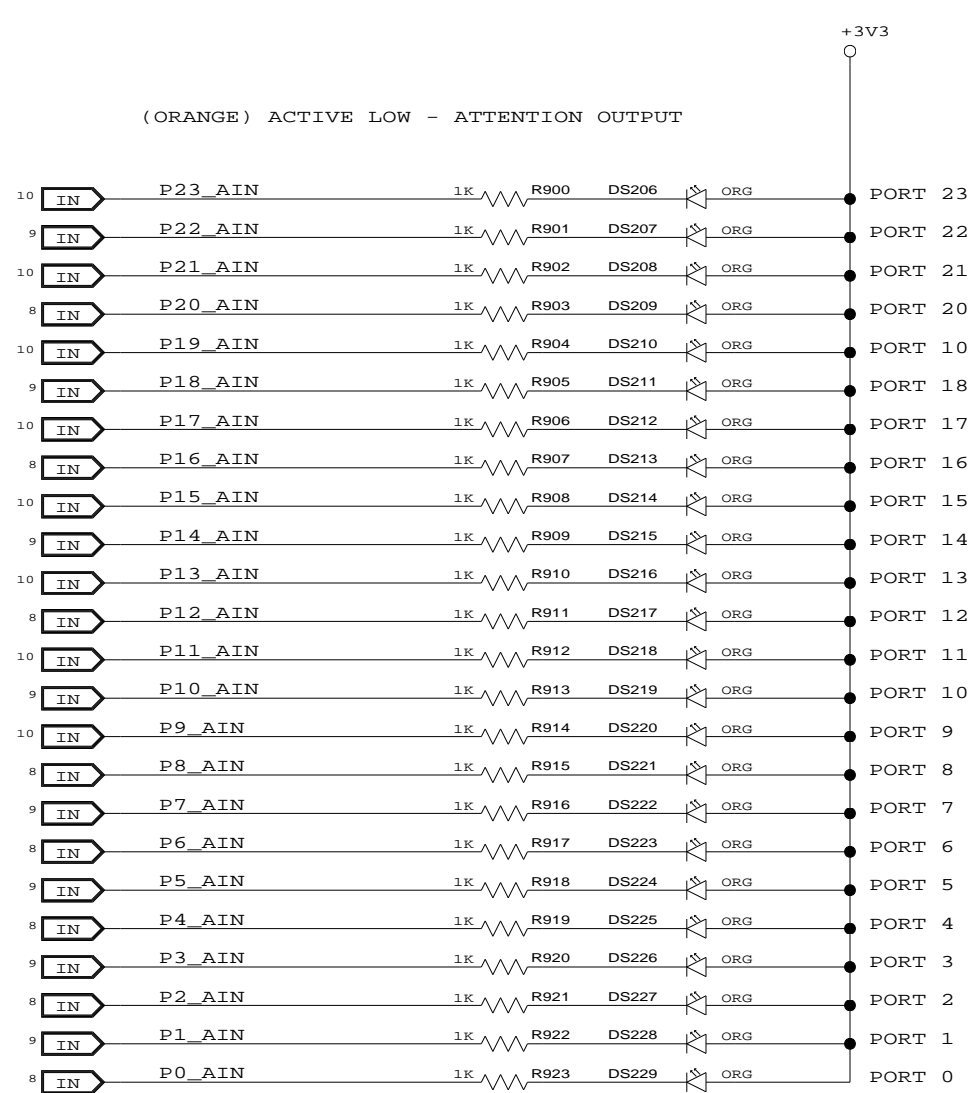 +3V3
(ORANGE) ACTIVE LOW - ATTENTION OUTPUT
10 IN P23_AIN 1K R900 DS206 ORG PORT 23
9 IN P22_AIN 1K R901 DS207 ORG PORT 22
10 IN P21_AIN 1K R902 DS208 ORG PORT 21
8 IN P20_AIN 1K R903 DS209 ORG PORT 20
10 IN P19_AIN 1K R904 DS210 ORG PORT 10
9 IN P18_AIN 1K R905 DS211 ORG PORT 18
10 IN P17_AIN 1K R906 DS212 ORG PORT 17
8 IN P16_AIN 1K R907 DS213 ORG PORT 16
10 IN P15_AIN 1K R908 DS214 ORG PORT 15
9 IN P14_AIN 1K R909 DS215 ORG PORT 14
10 IN P13_AIN 1K R910 DS216 ORG PORT 13
8 IN P12_AIN 1K R911 DS217 ORG PORT 12
10 IN P11_AIN 1K R912 DS218 ORG PORT 11
9 IN P10_AIN 1K R913 DS219 ORG PORT 10
10 IN P9_AIN 1K R914 DS220 ORG PORT 9
8 IN P8_AIN 1K R915 DS221 ORG PORT 8
9 IN P7_AIN 1K R916 DS222 ORG PORT 7
8 IN P6_AIN 1K R917 DS223 ORG PORT 6
9 IN P5_AIN 1K R918 DS224 ORG PORT 5
8 IN P4_AIN 1K R919 DS225 ORG PORT 4
9 IN P3_AIN 1K R920 DS226 ORG PORT 3
8 IN P2_AIN 1K R921 DS227 ORG PORT 2
9 IN P1_AIN 1K R922 DS228 ORG PORT 1
8 IN P0_AIN 1K R923 DS229 ORG PORT 0